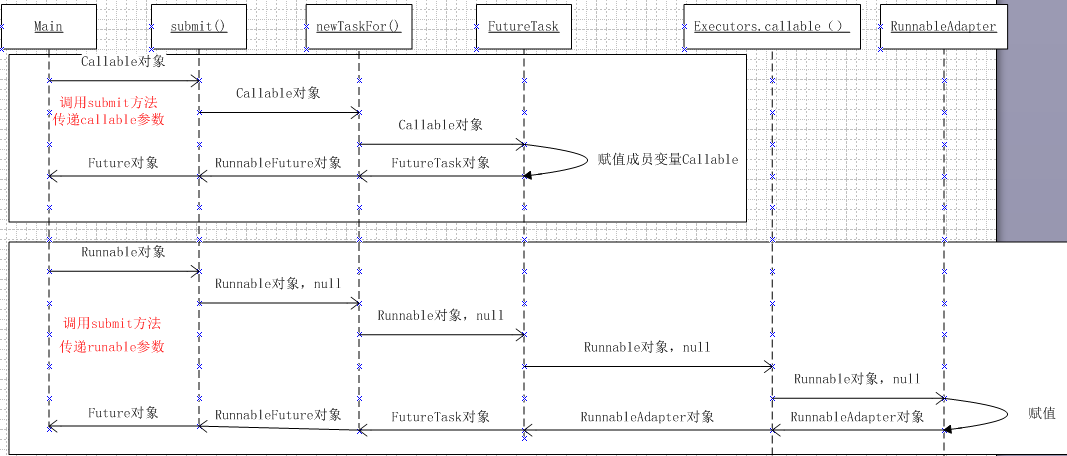 Main
submit()
newTaskFor()
FutureTask
Executors.callable（）
RunnableAdapter
Callable对象
调用submit方法
传递callable参数
Callable对象
Callable对象
赋值成员变量Callable
Future对象
RunnableFuture对象
FutureTask对象
Runnable对象
Runnable对象，null
调用submit方法
传递runable参数
Runnable对象，null
Runnable对象，null
Runnable对象，null
赋值
Future对象
RunnableFuture对象
FutureTask对象
RunnableAdapter对象
RunnableAdapter对象